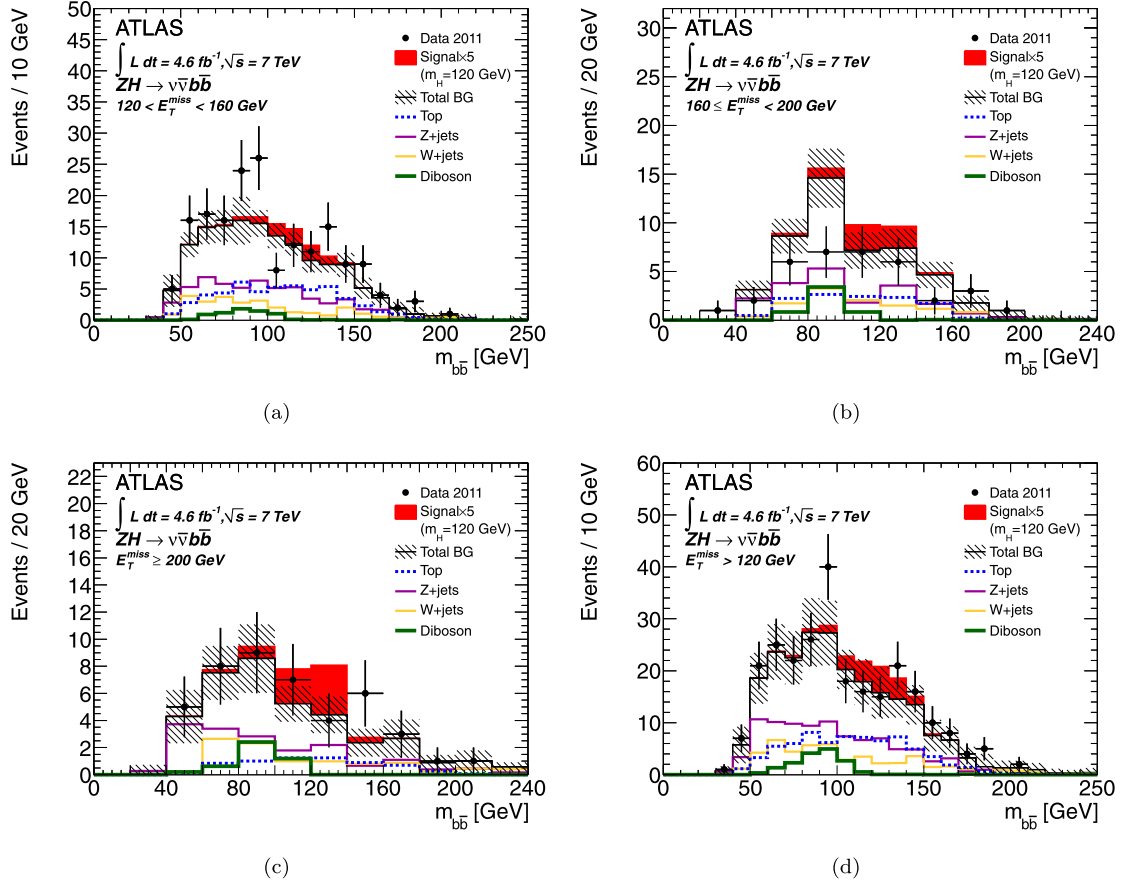 ATLAS
∫ L dt = 4.6 fb⁻¹, √s = 7 TeV
ZH → νν̄bb̄
120 < E_T^miss < 160 GeV
Data 2011
Signal×5
(m_H=120 GeV)
Total BG
Top
Z+jets
W+jets
Diboson
Events / 10 GeV
50
45
40
35
30
25
20
15
10
5
0
0 50 100 150 200 250
m_bb̄ [GeV]
(a)
ATLAS
∫ L dt = 4.6 fb⁻¹, √s = 7 TeV
ZH → νν̄bb̄
160 ≤ E_T^miss < 200 GeV
Data 2011
Signal×5
(m_H=120 GeV)
Total BG
Top
Z+jets
W+jets
Diboson
Events / 20 GeV
30
25
20
15
10
5
0
0 40 80 120 160 200 240
m_bb̄ [GeV]
(b)
ATLAS
∫ L dt = 4.6 fb⁻¹, √s = 7 TeV
ZH → νν̄bb̄
E_T^miss ≥ 200 GeV
Data 2011
Signal×5
(m_H=120 GeV)
Total BG
Top
Z+jets
W+jets
Diboson
Events / 20 GeV
22
20
18
16
14
12
10
8
6
4
2
0
0 40 80 120 160 200 240
m_bb̄ [GeV]
(c)
ATLAS
∫ L dt = 4.6 fb⁻¹, √s = 7 TeV
ZH → νν̄bb̄
E_T^miss > 120 GeV
Data 2011
Signal×5
(m_H=120 GeV)
Total BG
Top
Z+jets
W+jets
Diboson
Events / 10 GeV
60
50
40
30
20
10
0
0 50 100 150 200 250
m_bb̄ [GeV]
(d)